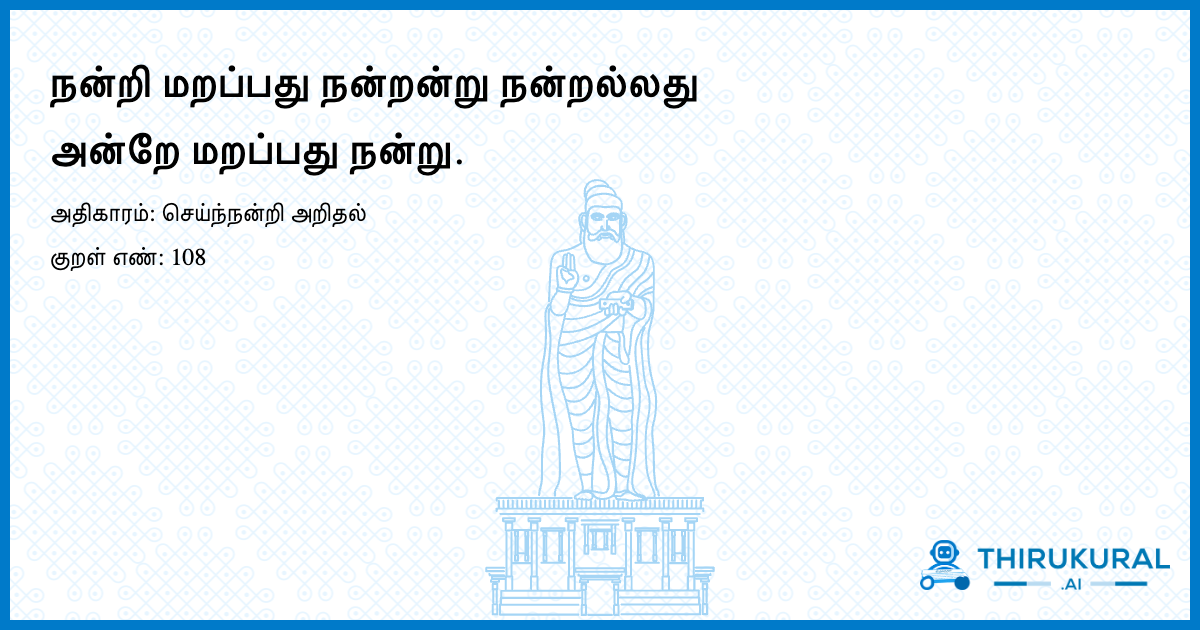 நன்றி மறப்பது நன்றன்று நன்றல்லது
அன்றே மறப்பது நன்று.
அதிகாரம்: செய்ந்நன்றி அறிதல்
குறள் எண்: 108
THIRUKURAL
.AI